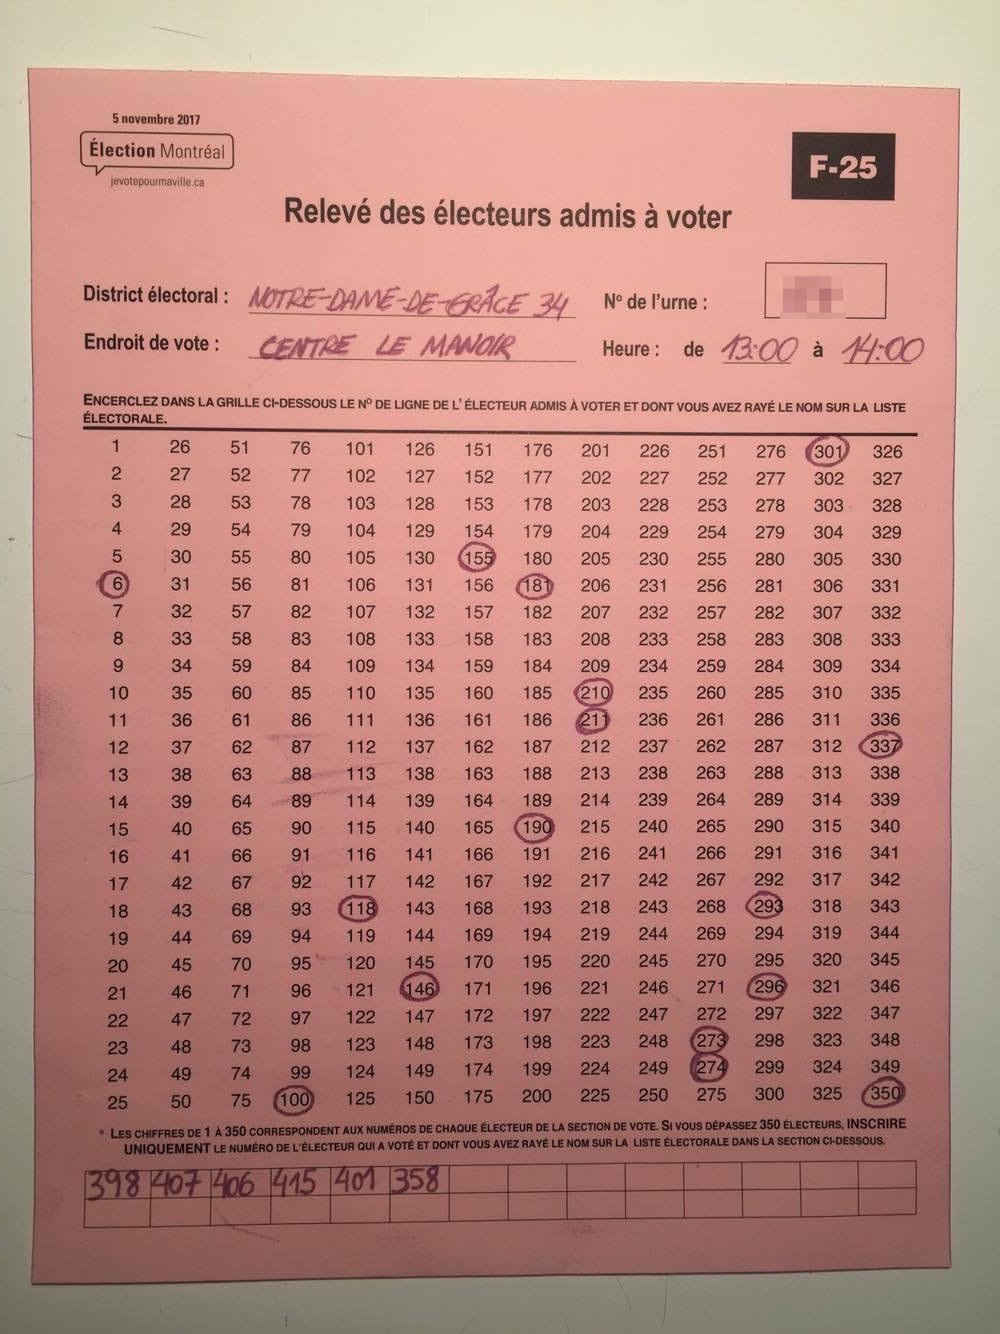 5 novembre 2017
Élection Montréal
jevotepourmaville.ca
F-25
Relevé des électeurs admis à voter
District électoral : NOTRE-DAME-DE-GRÂCE 34 Nº de l'urne :
Endroit de vote : CENTRE LE MANOIR Heure : de 13:00 à 14:00
ENCERCLEZ DANS LA GRILLE CI-DESSOUS LE Nº DE LIGNE DE L'ÉLECTEUR ADMIS À VOTER ET DONT VOUS AVEZ RAYÉ LE NOM SUR LA LISTE
ÉLECTORALE.
1 26 51 76 101 126 151 176 201 226 251 276 301 326
2 27 52 77 102 127 152 177 202 227 252 277 302 327
3 28 53 78 103 128 153 178 203 228 253 278 303 328
4 29 54 79 104 129 154 179 204 229 254 279 304 329
5 30 55 80 105 130 155 180 205 230 255 280 305 330
6 31 56 81 106 131 156 181 206 231 256 281 306 331
7 32 57 82 107 132 157 182 207 232 257 282 307 332
8 33 58 83 108 133 158 183 208 233 258 283 308 333
9 34 59 84 109 134 159 184 209 234 259 284 309 334
10 35 60 85 110 135 160 185 210 235 260 285 310 335
11 36 61 86 111 136 161 186 211 236 261 286 311 336
12 37 62 87 112 137 162 187 212 237 262 287 312 337
13 38 63 88 113 138 163 188 213 238 263 288 313 338
14 39 64 89 114 139 164 189 214 239 264 289 314 339
15 40 65 90 115 140 165 190 215 240 265 290 315 340
16 41 66 91 116 141 166 191 216 241 266 291 316 341
17 42 67 92 117 142 167 192 217 242 267 292 317 342
18 43 68 93 118 143 168 193 218 243 268 293 318 343
19 44 69 94 119 144 169 194 219 244 269 294 319 344
20 45 70 95 120 145 170 195 220 245 270 295 320 345
21 46 71 96 121 146 171 196 221 246 271 296 321 346
22 47 72 97 122 147 172 197 222 247 272 297 322 347
23 48 73 98 123 148 173 198 223 248 273 298 323 348
24 49 74 99 124 149 174 199 224 249 274 299 324 349
25 50 75 100 125 150 175 200 225 250 275 300 325 350
* LES CHIFFRES DE 1 À 350 CORRESPONDENT AUX NUMÉROS DE CHAQUE ÉLECTEUR DE LA SECTION DE VOTE. SI VOUS DÉPASSEZ 350 ÉLECTEURS, INSCRIRE
UNIQUEMENT LE NUMÉRO DE L'ÉLECTEUR QUI A VOTÉ ET DONT VOUS AVEZ RAYÉ LE NOM SUR LA LISTE ÉLECTORALE DANS LA SECTION CI-DESSOUS.
398 407 406 415 401 358